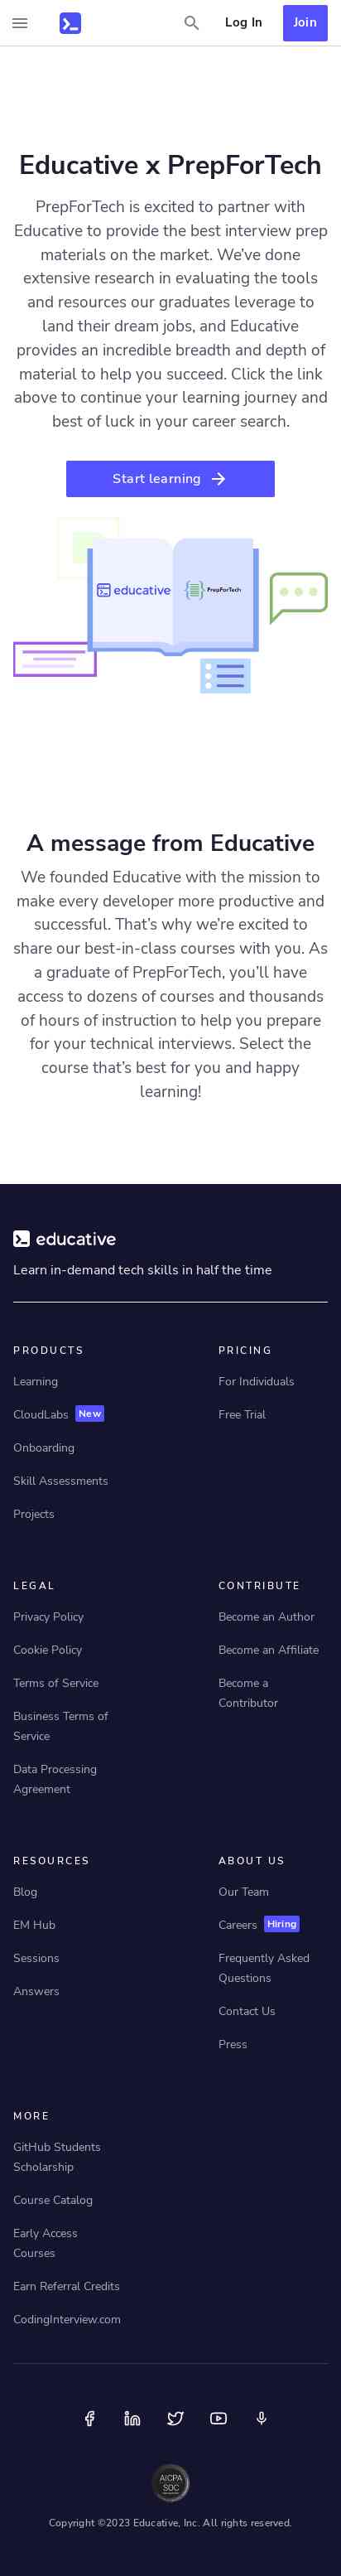 Log In
Join
Educative x PrepForTech
PrepForTech is excited to partner with
Educative to provide the best interview prep
materials on the market. We’ve done
extensive research in evaluating the tools
and resources our graduates leverage to
land their dream jobs, and Educative
provides an incredible breadth and depth of
material to help you succeed. Click the link
above to continue your learning journey and
best of luck in your career search.
Start learning
educative
PrepForTech
A message from Educative
We founded Educative with the mission to
make every developer more productive and
successful. That’s why we’re excited to
share our best-in-class courses with you. As
a graduate of PrepForTech, you’ll have
access to dozens of courses and thousands
of hours of instruction to help you prepare
for your technical interviews. Select the
course that’s best for you and happy
learning!
educative
Learn in-demand tech skills in half the time
PRODUCTS
Learning
CloudLabs New
Onboarding
Skill Assessments
Projects
PRICING
For Individuals
Free Trial
LEGAL
Privacy Policy
Cookie Policy
Terms of Service
Business Terms of
Service
Data Processing
Agreement
CONTRIBUTE
Become an Author
Become an Affiliate
Become a
Contributor
RESOURCES
Blog
EM Hub
Sessions
Answers
ABOUT US
Our Team
Careers Hiring
Frequently Asked
Questions
Contact Us
Press
MORE
GitHub Students
Scholarship
Course Catalog
Early Access
Courses
Earn Referral Credits
CodingInterview.com
AICPA
SOC
Copyright ©2023 Educative, Inc. All rights reserved.